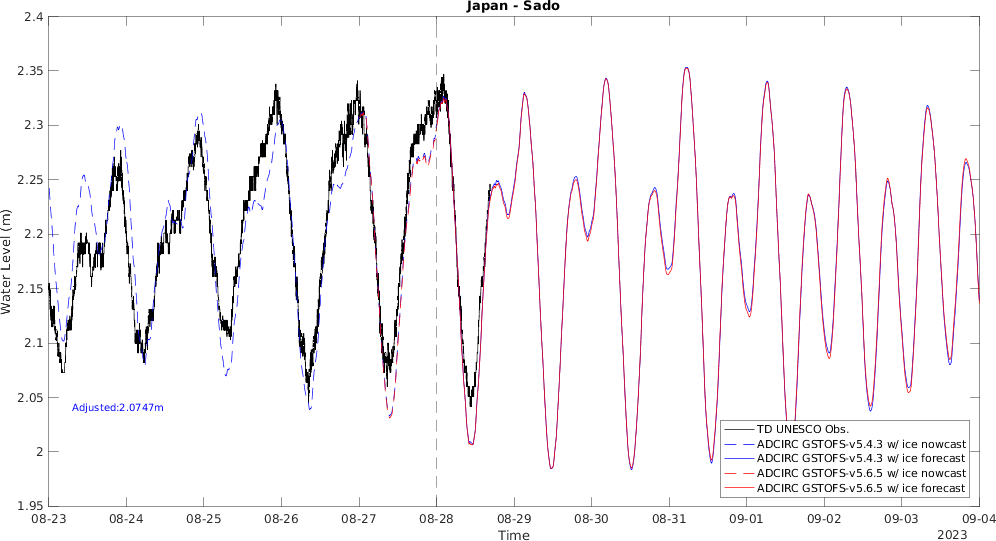 Japan - Sado
2.4
2.35
2.3
2.25
2.2
2.15
2.1
2.05
2
1.95
Water Level (m)
Adjusted:2.0747m
TD UNESCO Obs.
ADCIRC GSTOFS-v5.4.3 w/ ice nowcast
ADCIRC GSTOFS-v5.4.3 w/ ice forecast
ADCIRC GSTOFS-v5.6.5 w/ ice nowcast
ADCIRC GSTOFS-v5.6.5 w/ ice forecast
08-23 08-24 08-25 08-26 08-27 08-28 08-29 08-30 08-31 09-01 09-02 09-03 09-04
Time
2023